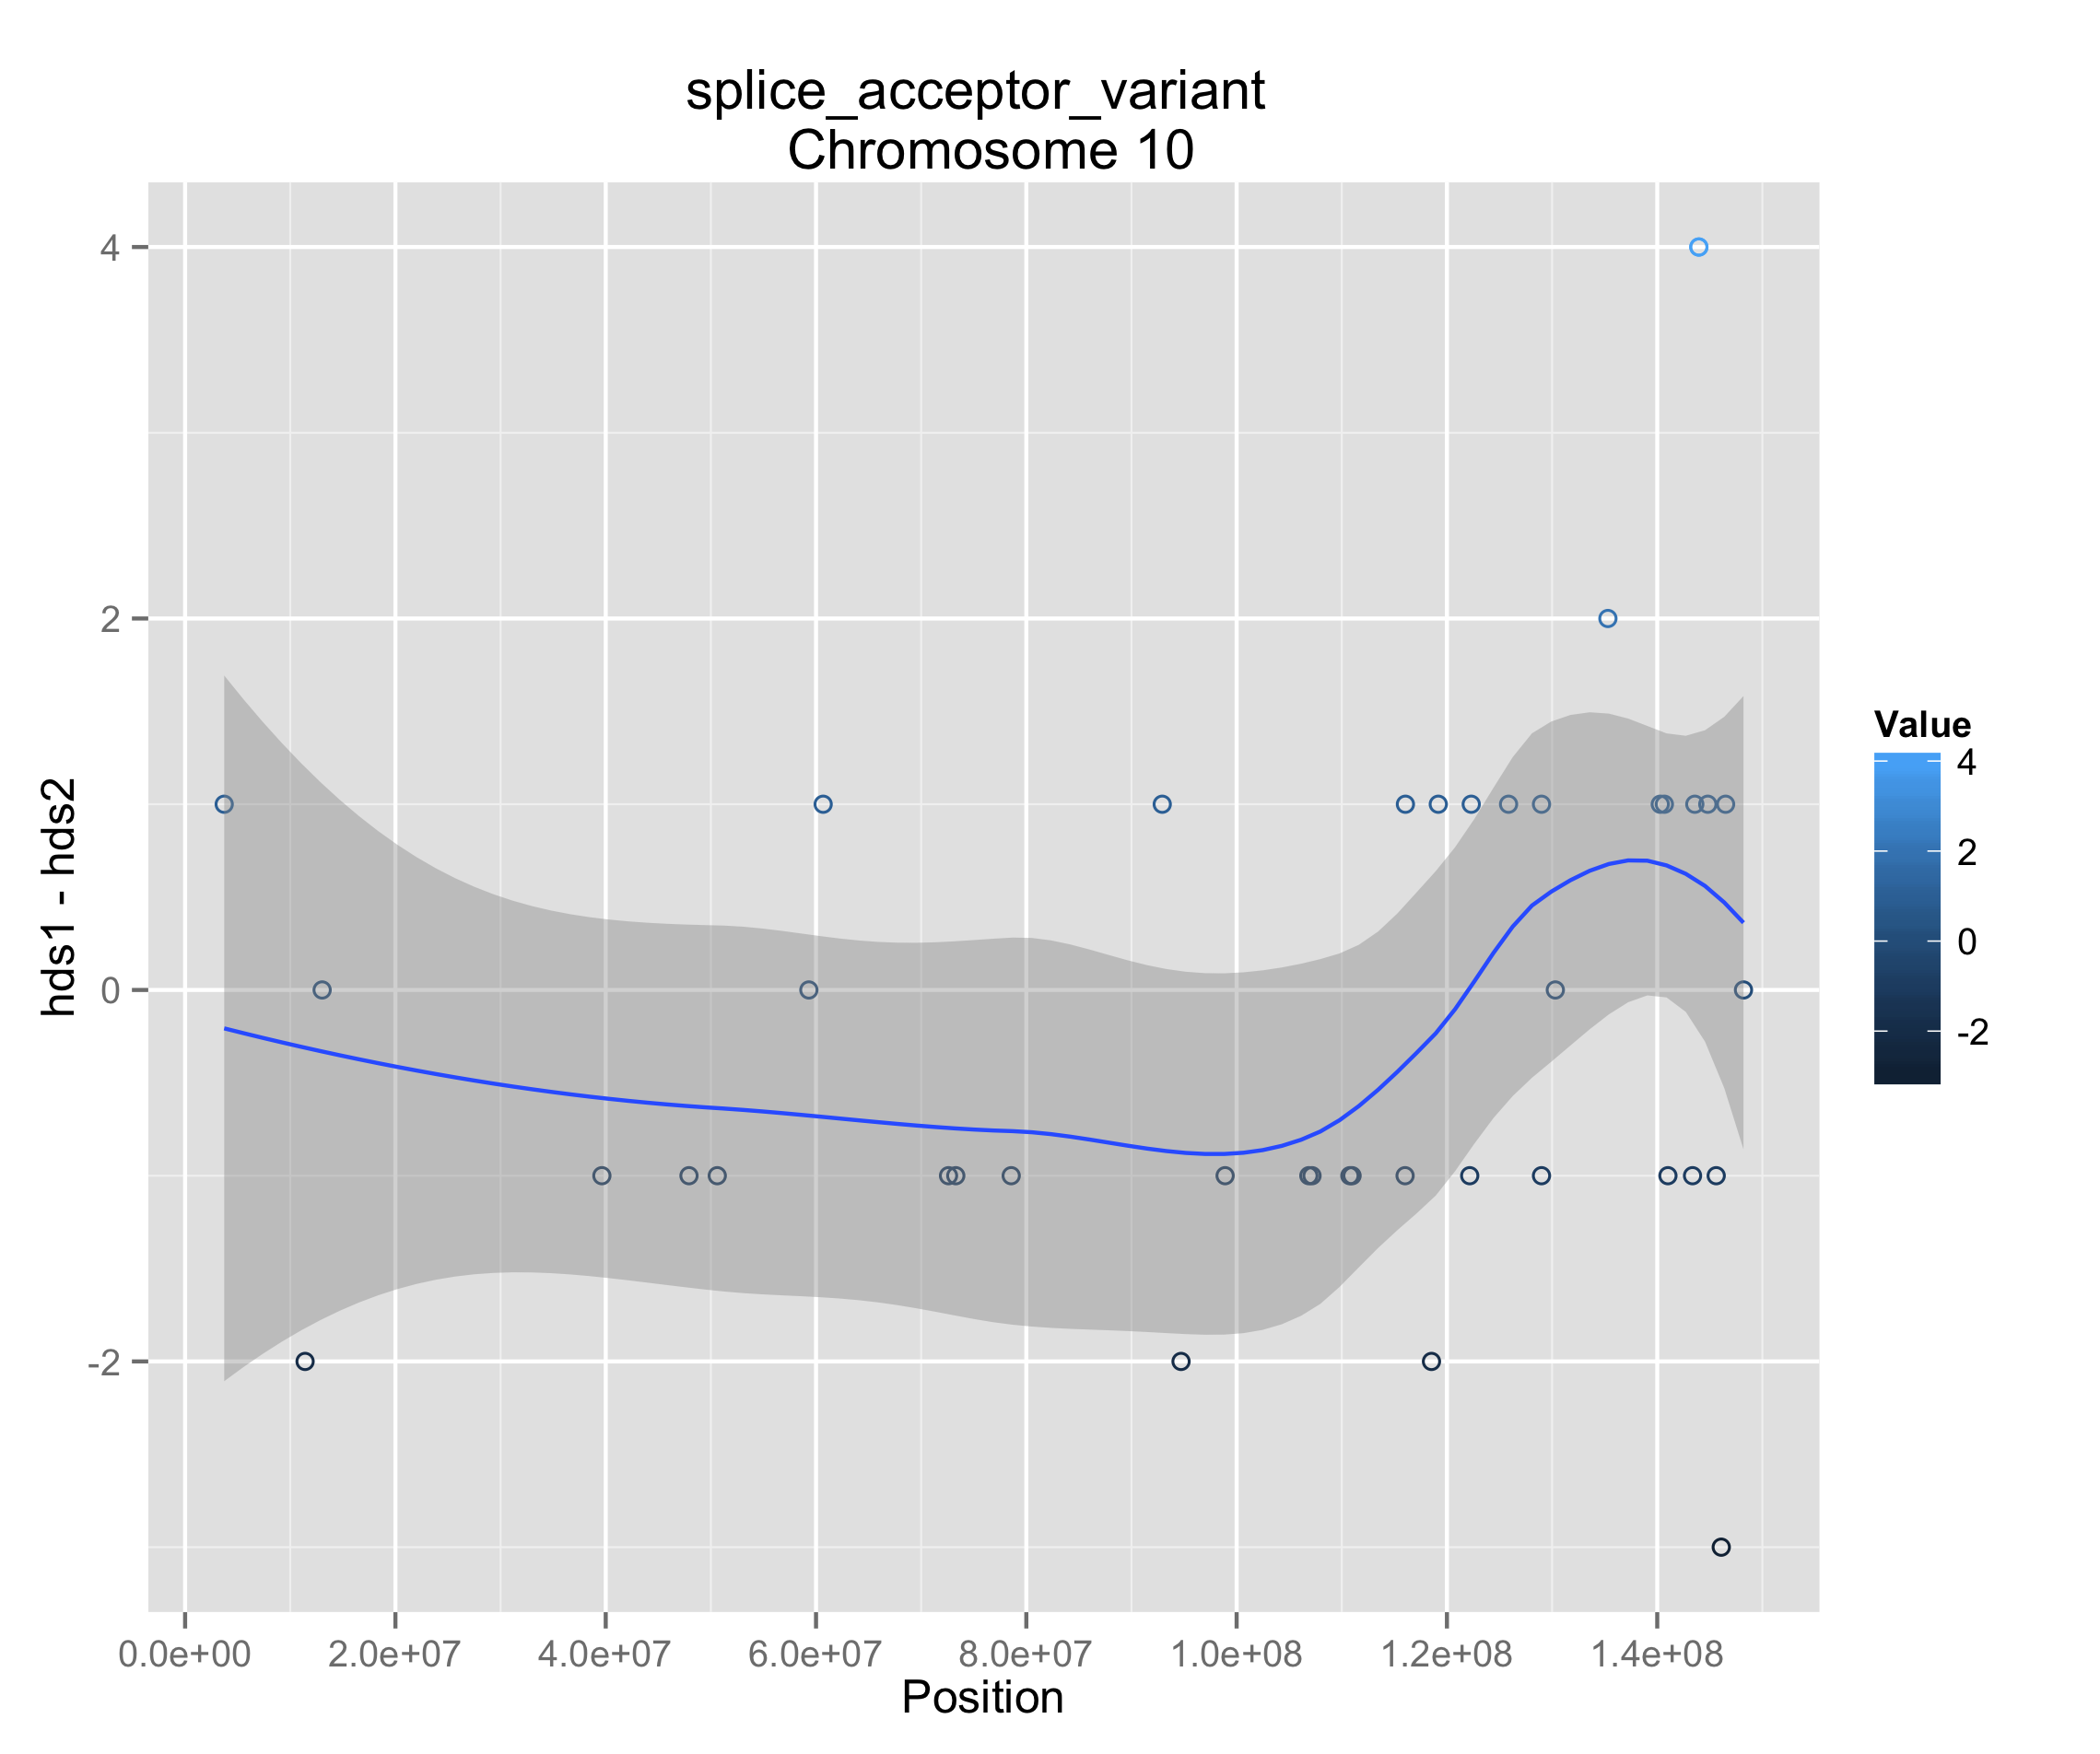 splice_acceptor_variant
Chromosome 10
hds1 - hds2
4
2
0
-2
0.0e+00 2.0e+07 4.0e+07 6.0e+07 8.0e+07 1.0e+08 1.2e+08 1.4e+08
Position
Value
4
2
0
-2